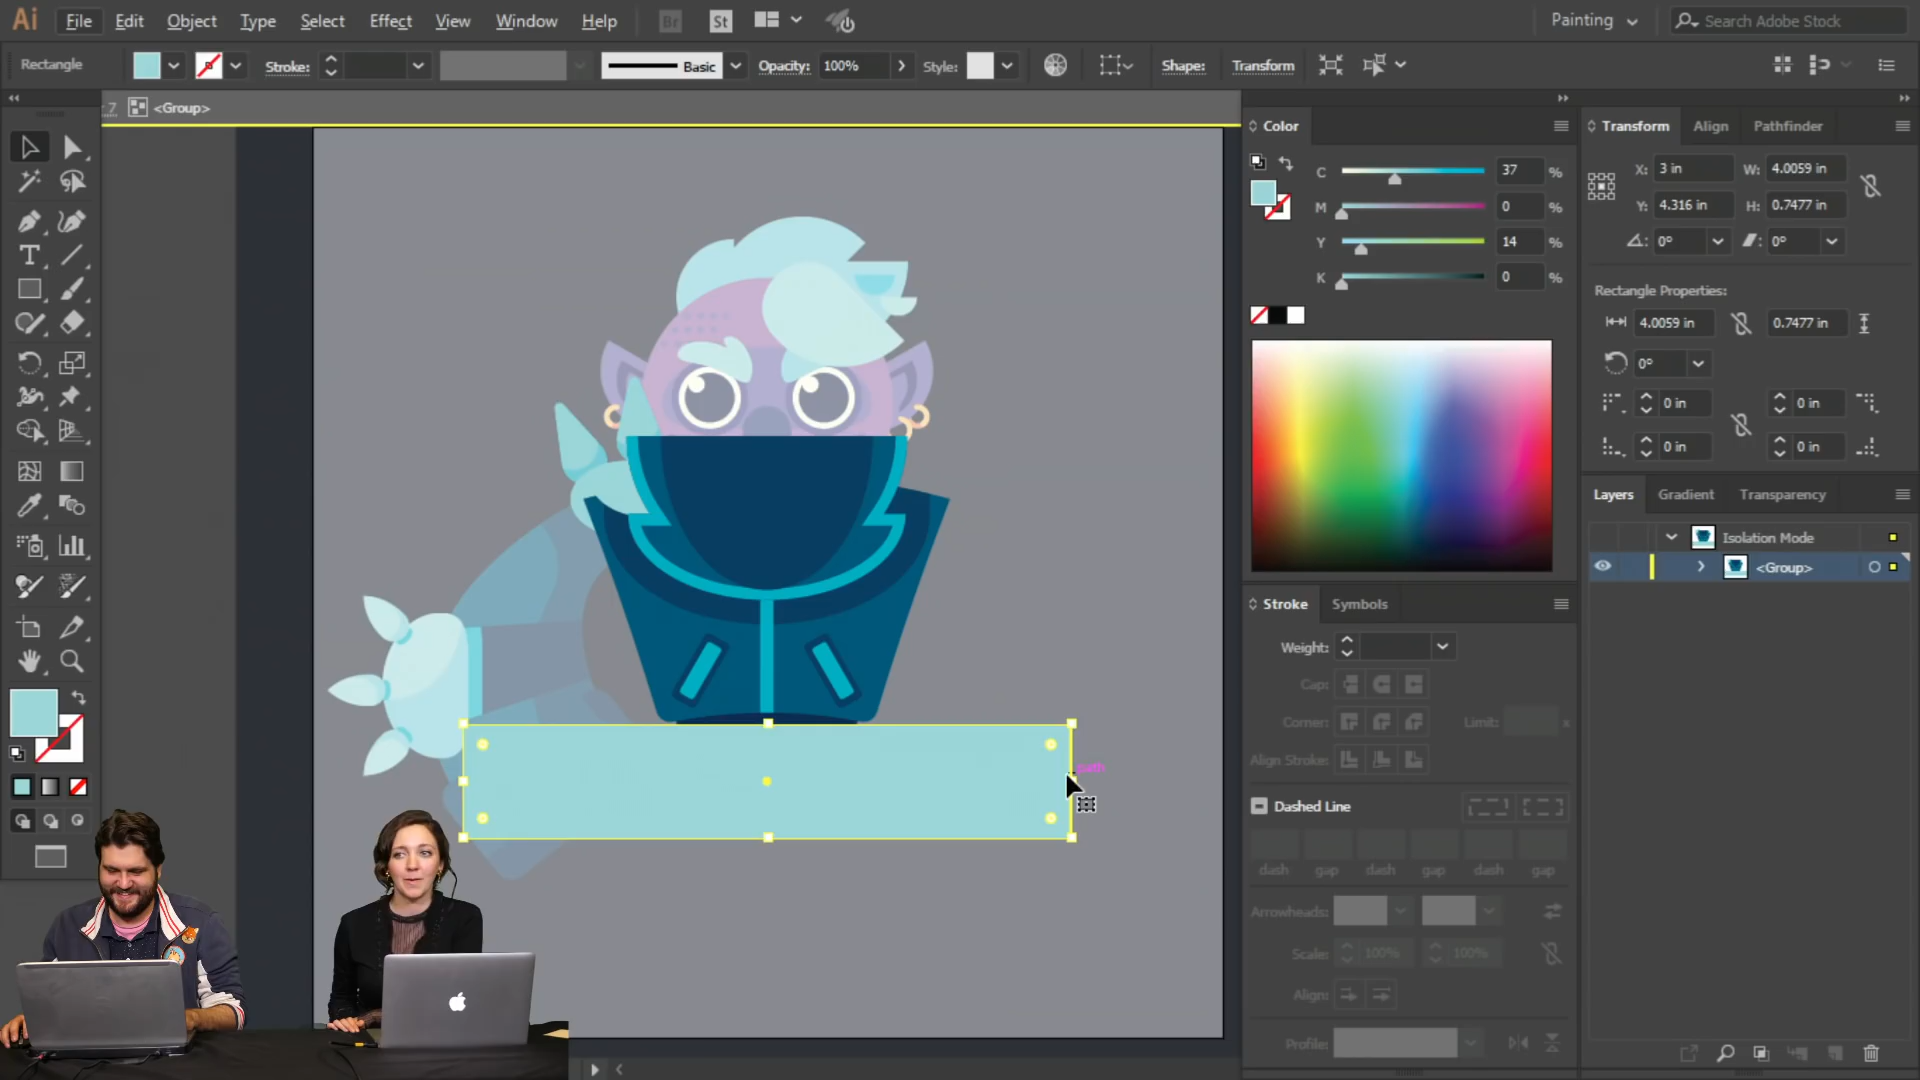 Ai File Edit Object Type Select Effect View Window Help Br St Painting Search Adobe Stock
Rectangle Stroke: Basic Opacity: 100% Style: Shape: Transform
7 <Group>
Color
C 37 %
M 0 %
Y 14 %
K 0 %
Transform Align Pathfinder
X: 3 in W: 4.0059 in
Y: 4.316 in H: 0.7477 in
0° 0°
Rectangle Properties:
4.0059 in 0.7477 in
0°
0 in 0 in
0 in 0 in
Layers Gradient Transparency
Isolation Mode
<Group>
Stroke Symbols
Weight:
Cap:
Corner: Limit: x
Align Stroke:
Dashed Line
dash gap dash gap dash gap
Arrowheads:
Scale: 100% 100%
Align:
Profile:
path